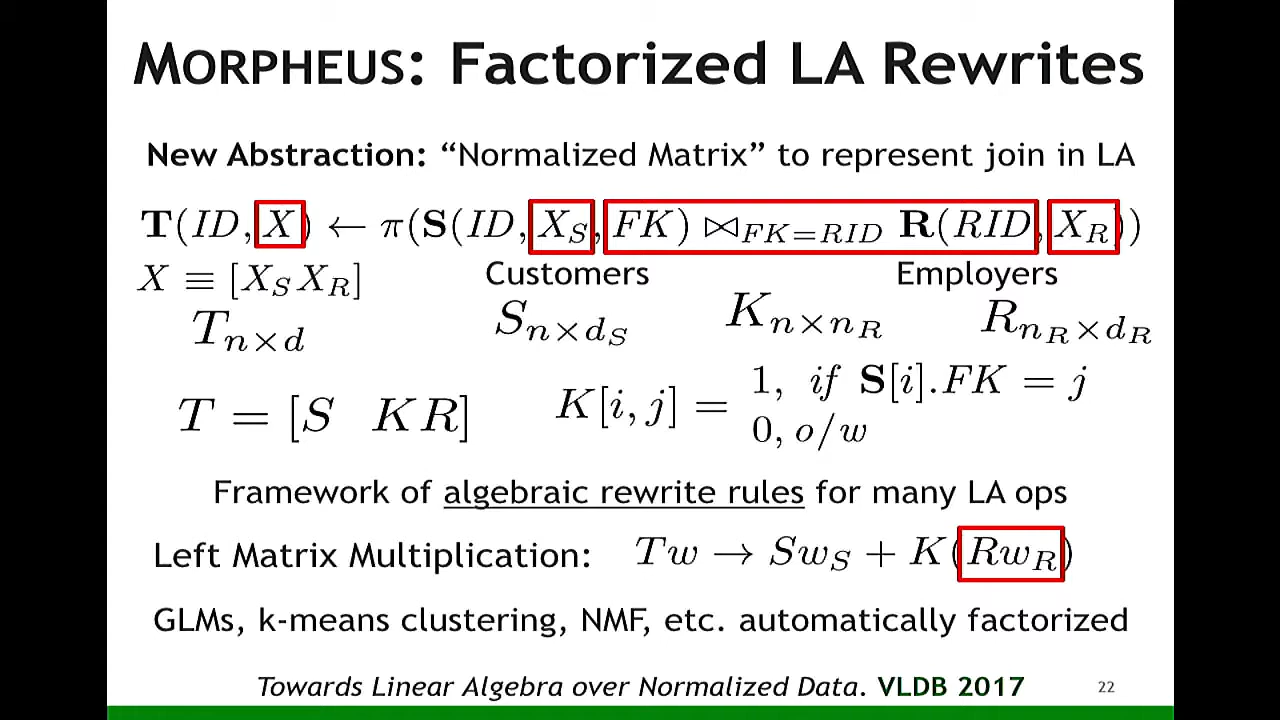 MORPHEUS: Factorized LA Rewrites
New Abstraction: “Normalized Matrix” to represent join in LA
T(ID, X) ← π(S(ID, X_S, FK) ⋈_{FK=RID} R(RID, X_R))
X ≡ [X_S X_R] Customers Employers
T_{n×d} S_{n×d_S} K_{n×n_R} R_{n_R×d_R}
T = [S KR] K[i, j] = 1, if S[i].FK = j
0, o/w
Framework of algebraic rewrite rules for many LA ops
Left Matrix Multiplication: Tw → Sw_S + K(Rw_R)
GLMs, k-means clustering, NMF, etc. automatically factorized
Towards Linear Algebra over Normalized Data. VLDB 2017 22